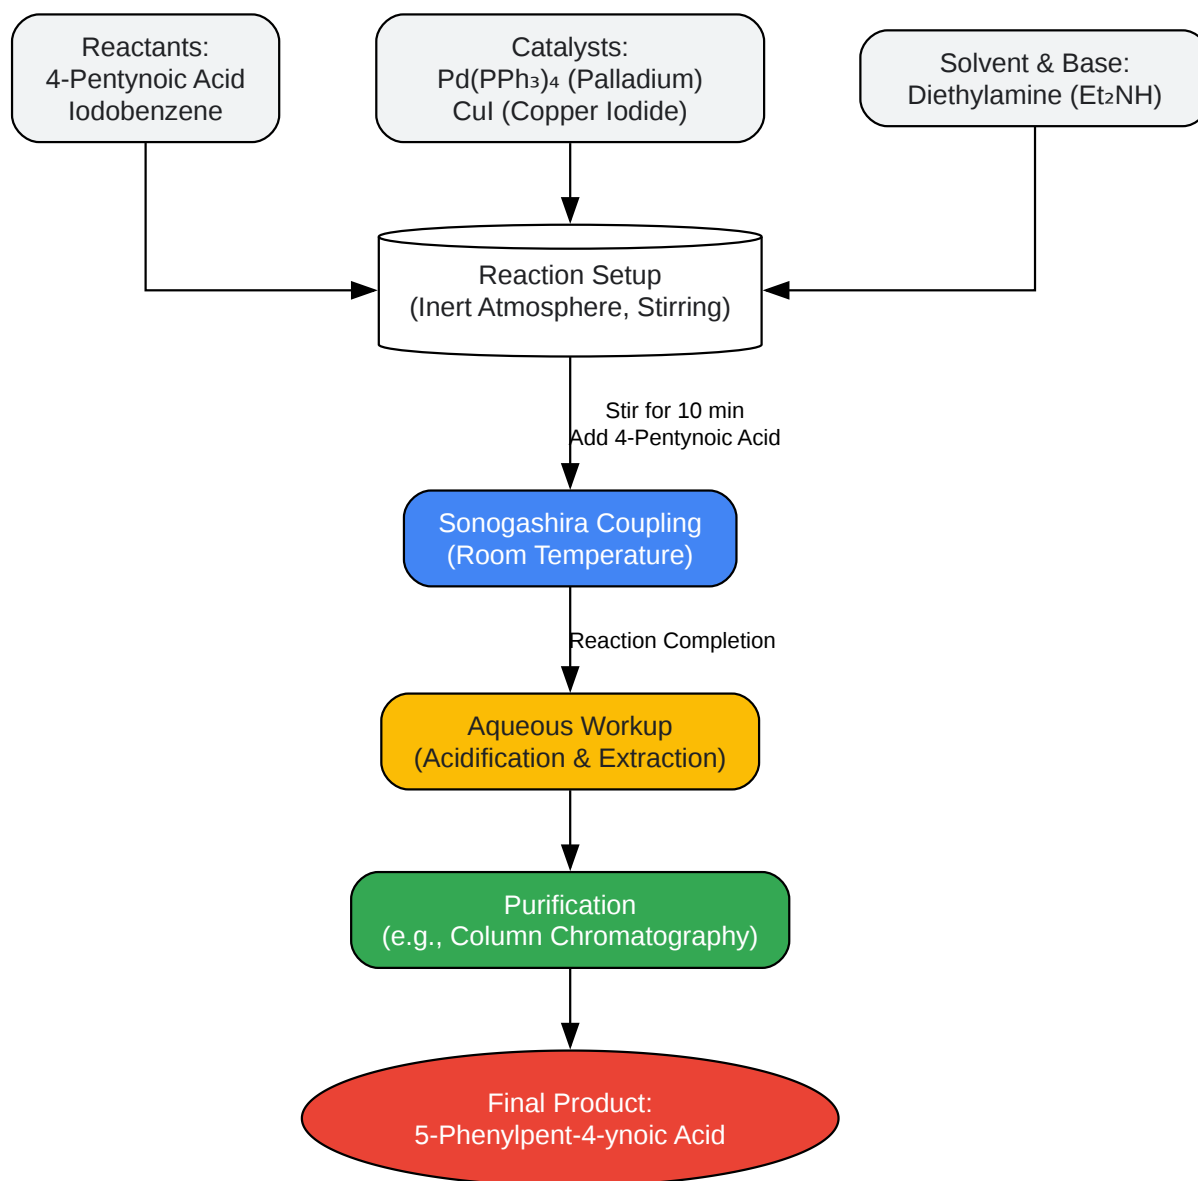 Reactants:
4-Pentynoic Acid
Iodobenzene
Catalysts:
Pd(PPh₃)₄ (Palladium)
CuI (Copper Iodide)
Solvent & Base:
Diethylamine (Et₂NH)
Reaction Setup
(Inert Atmosphere, Stirring)
Stir for 10 min
Add 4-Pentynoic Acid
Sonogashira Coupling
(Room Temperature)
Reaction Completion
Aqueous Workup
(Acidification & Extraction)
Purification
(e.g., Column Chromatography)
Final Product:
5-Phenylpent-4-ynoic Acid